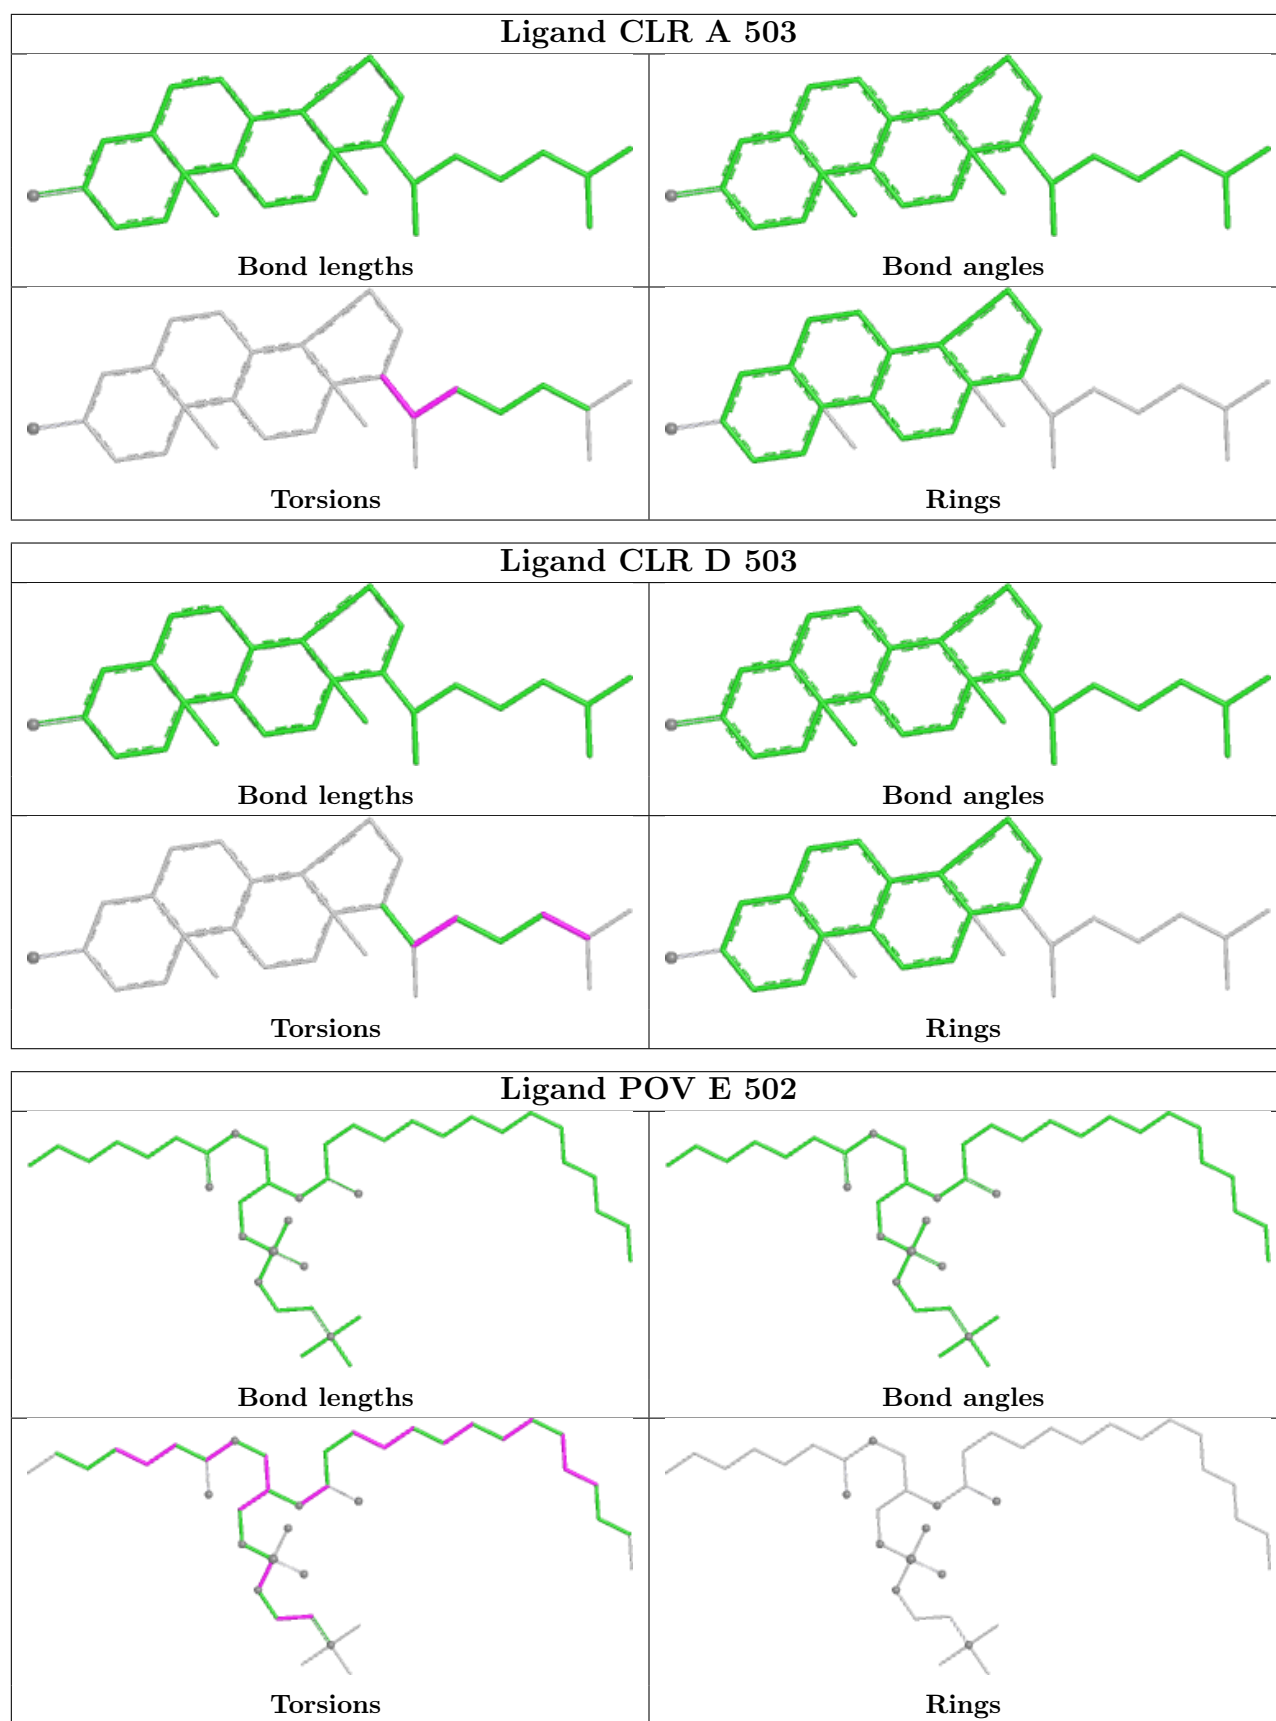 Ligand CLR A 503
Bond lengths
Bond angles
Torsions
Rings
Ligand CLR D 503
Bond lengths
Bond angles
Torsions
Rings
Ligand POV E 502
Bond lengths
Bond angles
Torsions
Rings